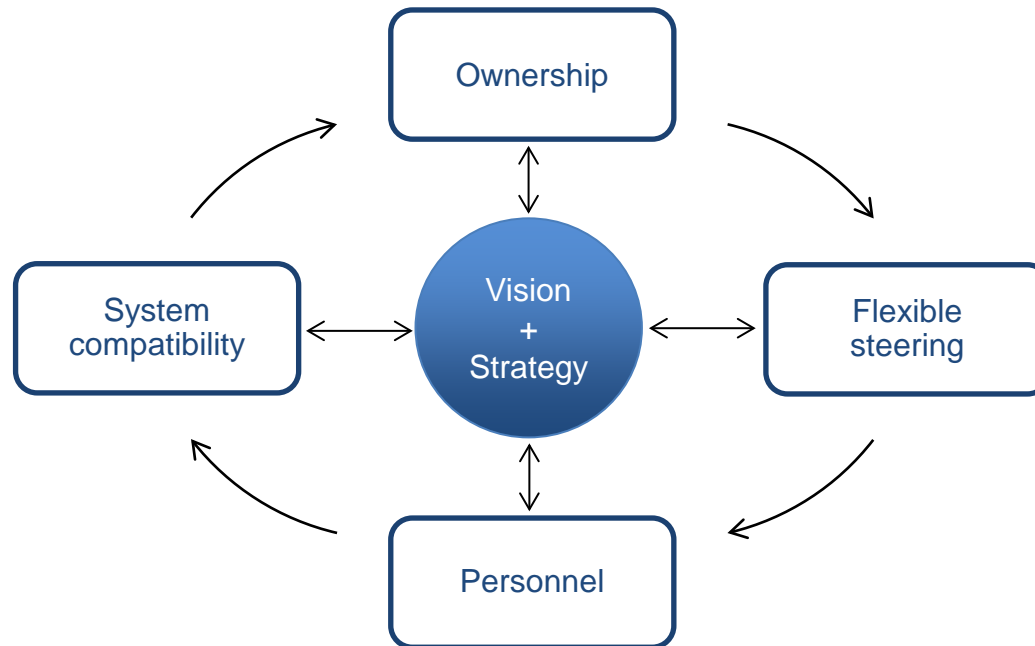 Ownership
System
compatibility
Vision
+
Strategy
Flexible
steering
Personnel